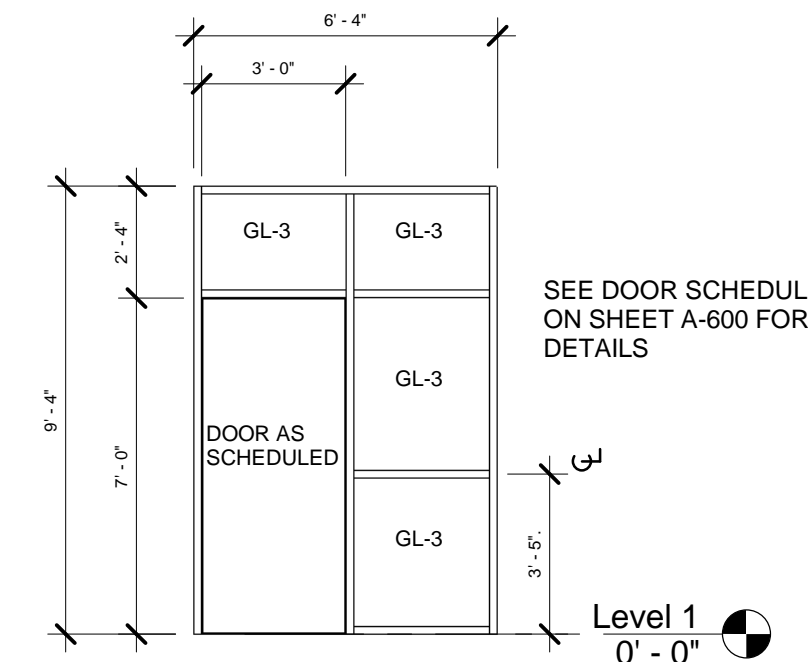 6' - 4"
3' - 0"
GL-3 GL-3
2' - 4"
SEE DOOR SCHEDUL
ON SHEET A-600 FOR
DETAILS
GL-3
9' - 4"
7' - 0"
DOOR AS
SCHEDULED
CL
GL-3
3' - 5".
Level 1
0' - 0"